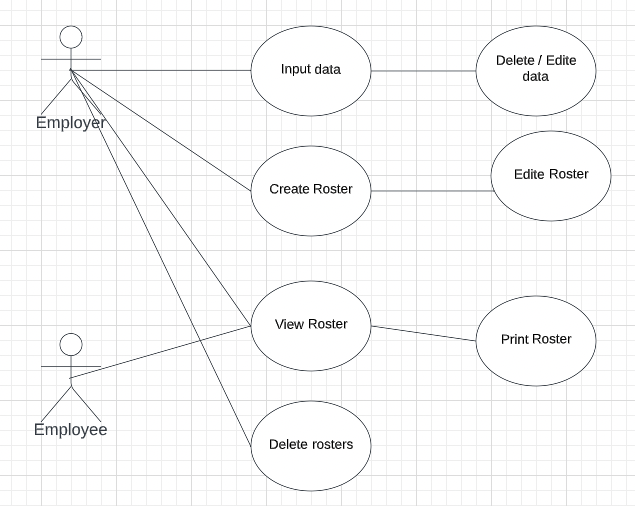 Input data
Delete / Edite
data
Employer
Create Roster
Edite Roster
View Roster
Print Roster
Employee
Delete rosters